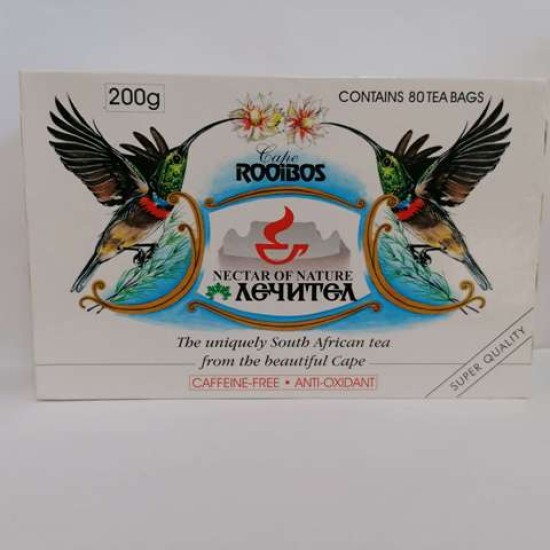 200g
CONTAINS 80 TEA BAGS
Cape
ROOIBOS
NECTAR OF NATURE
ЛЕЧИТЕЛ
The uniquely South African tea
from the beautiful Cape
CAFFEINE-FREE • ANTI-OXIDANT
SUPER QUALITY